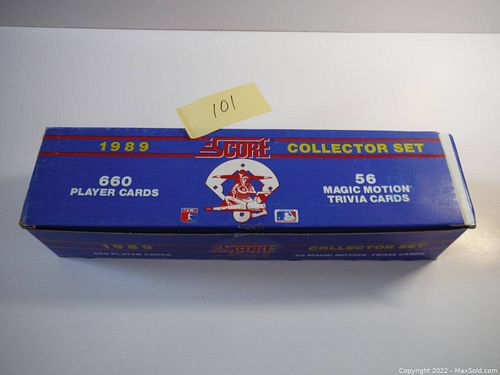 101
1989 SCORE COLLECTOR SET
660
PLAYER CARDS
56
MAGIC MOTION
TRIVIA CARDS
1989 SCORE COLLECTOR SET
660 PLAYER CARDS
56 MAGIC MOTION TRIVIA CARDS
Copyright 2022 - MaxSold.com